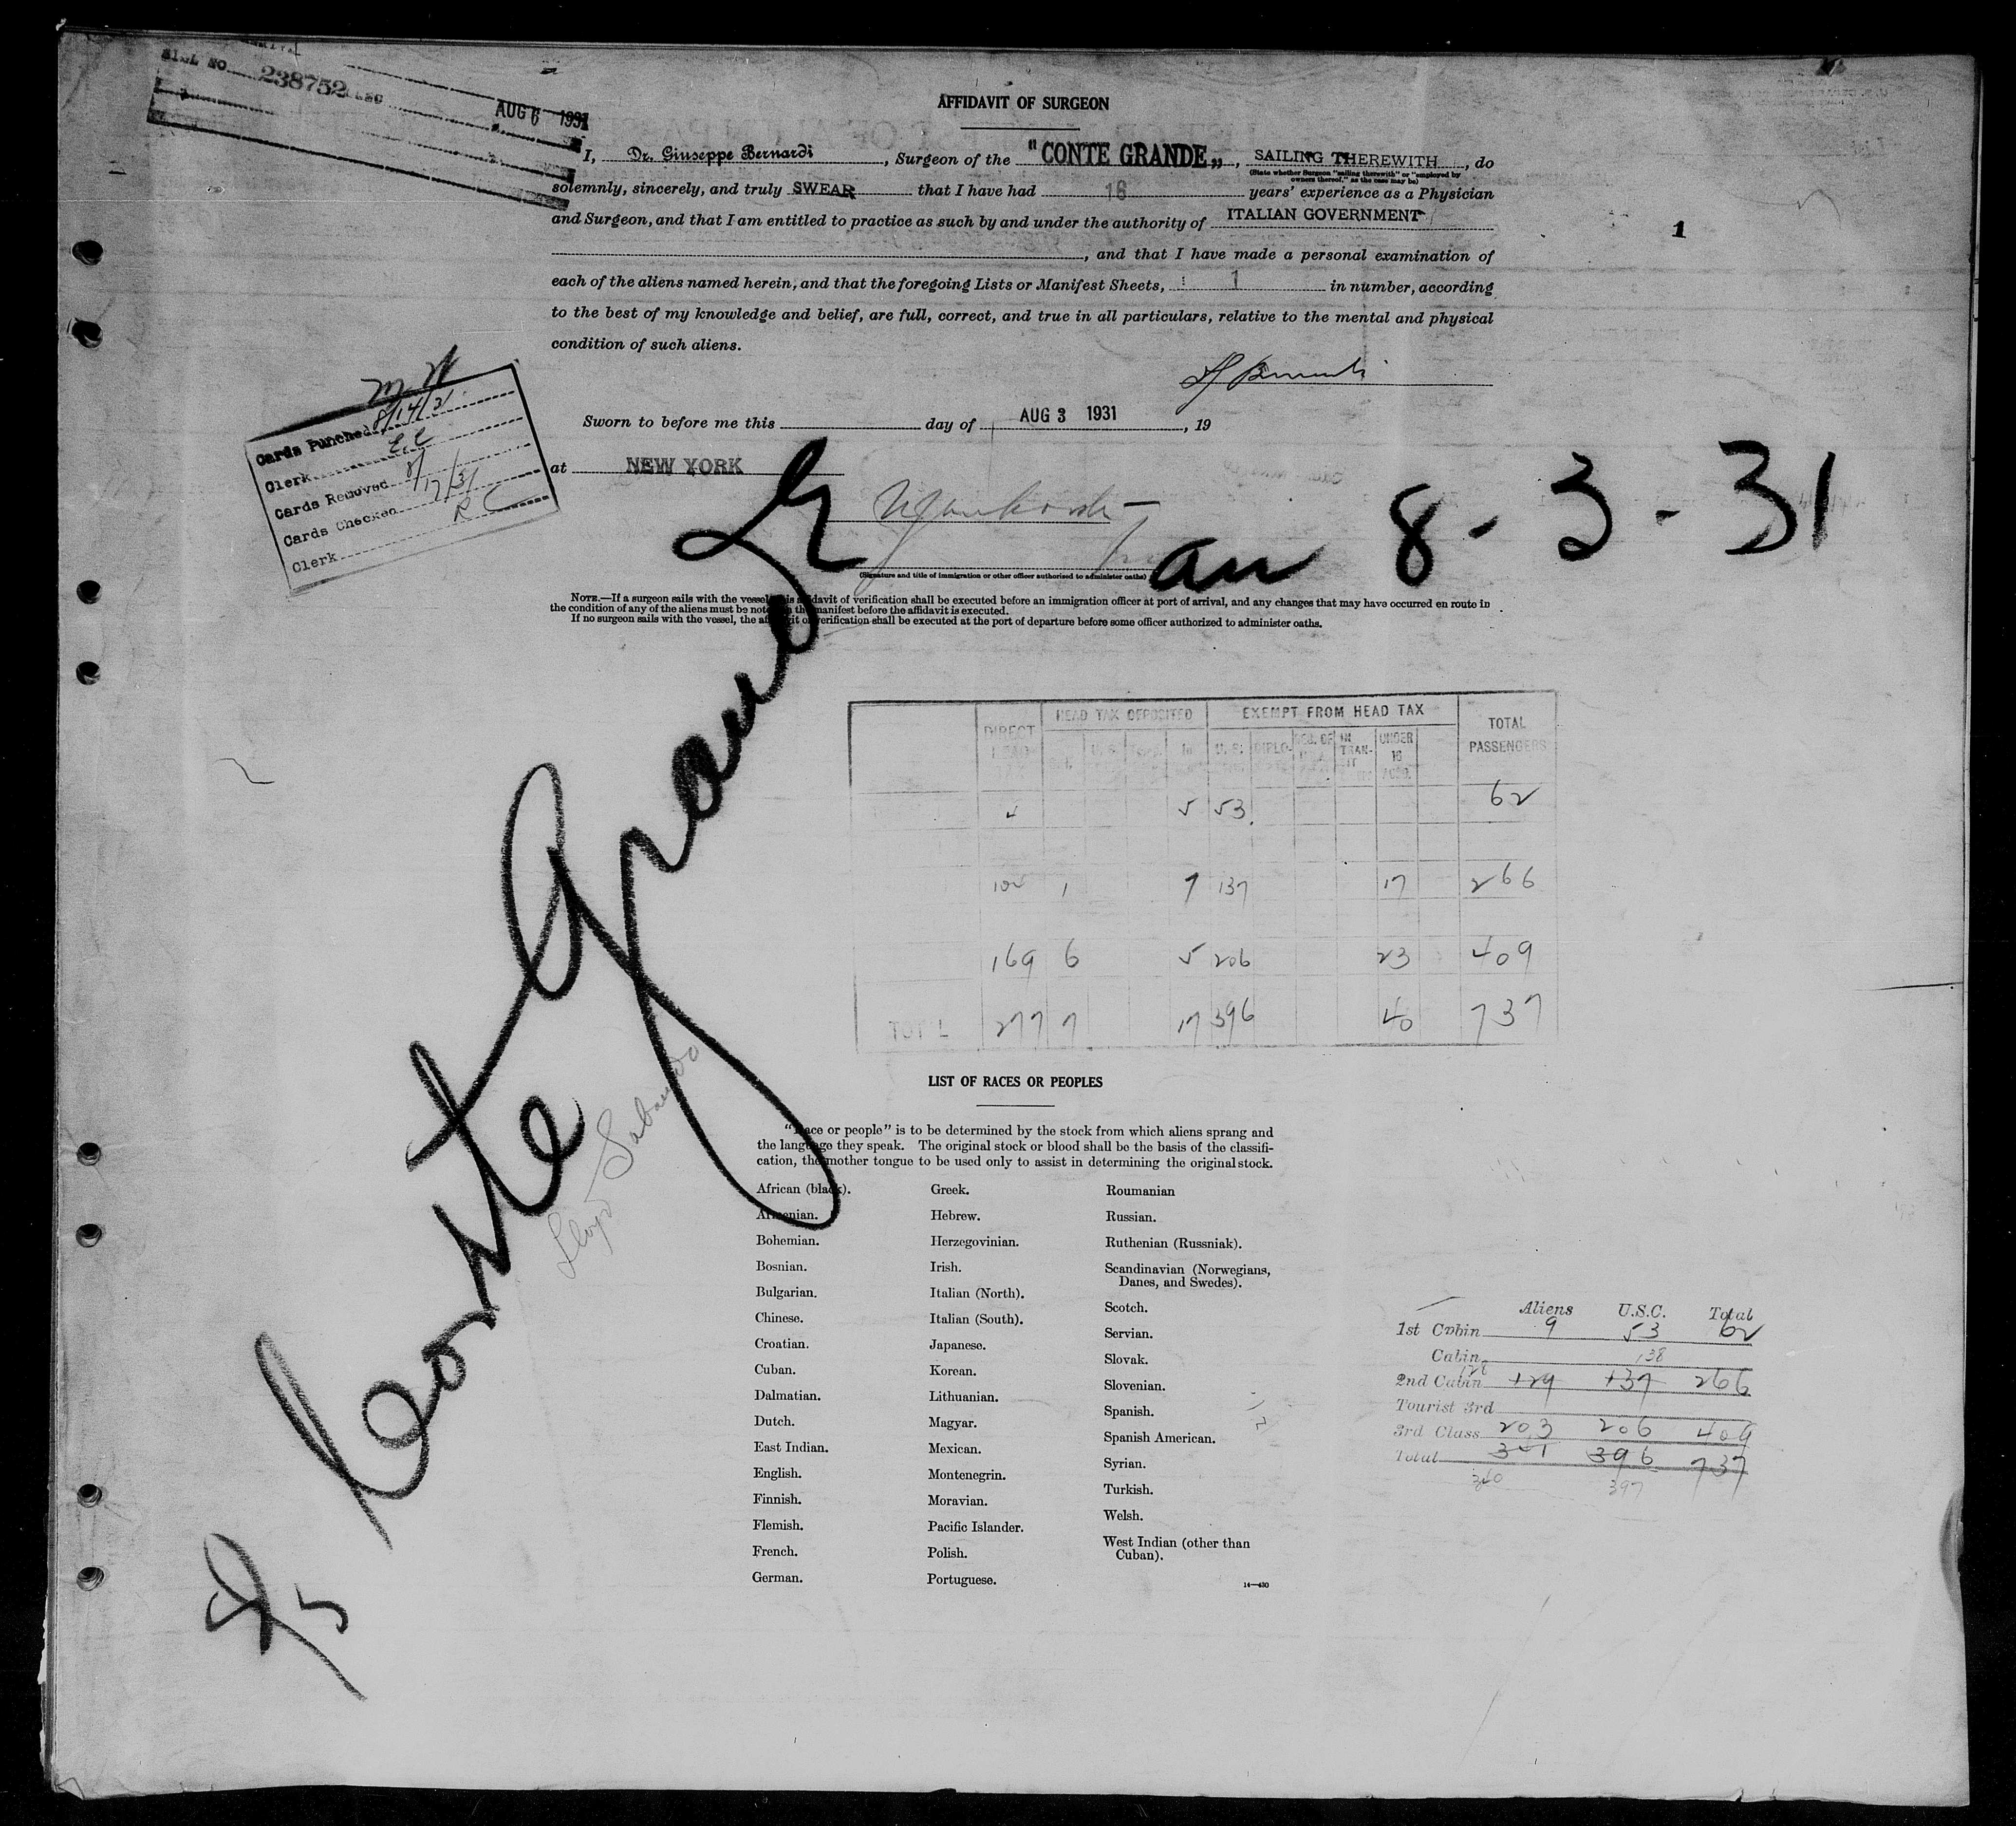 BILL NO 238752
AUG 6 1931
AFFIDAVIT OF SURGEON
I, Dr. Giuseppe Bernardi, Surgeon of the "CONTE GRANDE", SAILING THEREWITH, do
(State whether Surgeon "sailing therewith" or "employed by
owners thereof," as the case may be)
solemnly, sincerely, and truly SWEAR that I have had 16 years' experience as a Physician
and Surgeon, and that I am entitled to practice as such by and under the authority of ITALIAN GOVERNMENT
, and that I have made a personal examination of
each of the aliens named herein, and that the foregoing Lists or Manifest Sheets, 1 in number, according
to the best of my knowledge and belief, are full, correct, and true in all particulars, relative to the mental and physical
condition of such aliens.
1
Sworn to before me this day of AUG 3 1931, 19
at NEW YORK
Cards Punched 8/14/31
Clerk E.C
Cards Removed 8/17/31
Cards Checked R C
Clerk
Conte Grande
arr 8-3-31
(Signature and title of immigration or other officer authorized to administer oaths)
NOTE.—If a surgeon sails with the vessel, this affidavit of verification shall be executed before an immigration officer at port of arrival, and any changes that may have occurred en route in
the condition of any of the aliens must be noted on the manifest before the affidavit is executed.
If no surgeon sails with the vessel, the affidavit of verification shall be executed at the port of departure before some officer authorized to administer oaths.
DIRECT HEAD TAX DEPOSITED EXEMPT FROM HEAD TAX TOTAL PASSENGERS
IN TRANSIT UNDER 16
4 5 53 62
102 1 7 137 17 266
169 6 5 206 23 409
TOTAL 277 7 17 396 40 737
Lloyd Sabaudo
LIST OF RACES OR PEOPLES
"Race or people" is to be determined by the stock from which aliens sprang and
the language they speak. The original stock or blood shall be the basis of the classifi-
cation, the mother tongue to be used only to assist in determining the original stock.
African (black).
Armenian.
Bohemian.
Bosnian.
Bulgarian.
Chinese.
Croatian.
Cuban.
Dalmatian.
Dutch.
East Indian.
English.
Finnish.
Flemish.
French.
German.
Greek.
Hebrew.
Herzegovinian.
Irish.
Italian (North).
Italian (South).
Japanese.
Korean.
Lithuanian.
Magyar.
Mexican.
Montenegrin.
Moravian.
Pacific Islander.
Polish.
Portuguese.
Roumanian
Russian.
Ruthenian (Russniak).
Scandinavian (Norwegians,
Danes, and Swedes).
Scotch.
Servian.
Slovak.
Slovenian.
Spanish.
Spanish American.
Syrian.
Turkish.
Welsh.
West Indian (other than
Cuban).
14—430
Aliens U.S.C. Total
1st Cabin 9 53 62
Cabin 138
128
2nd Cabin 129 137 266
Tourist 3rd
3rd Class 203 206 409
Total 341 396 737
340 397